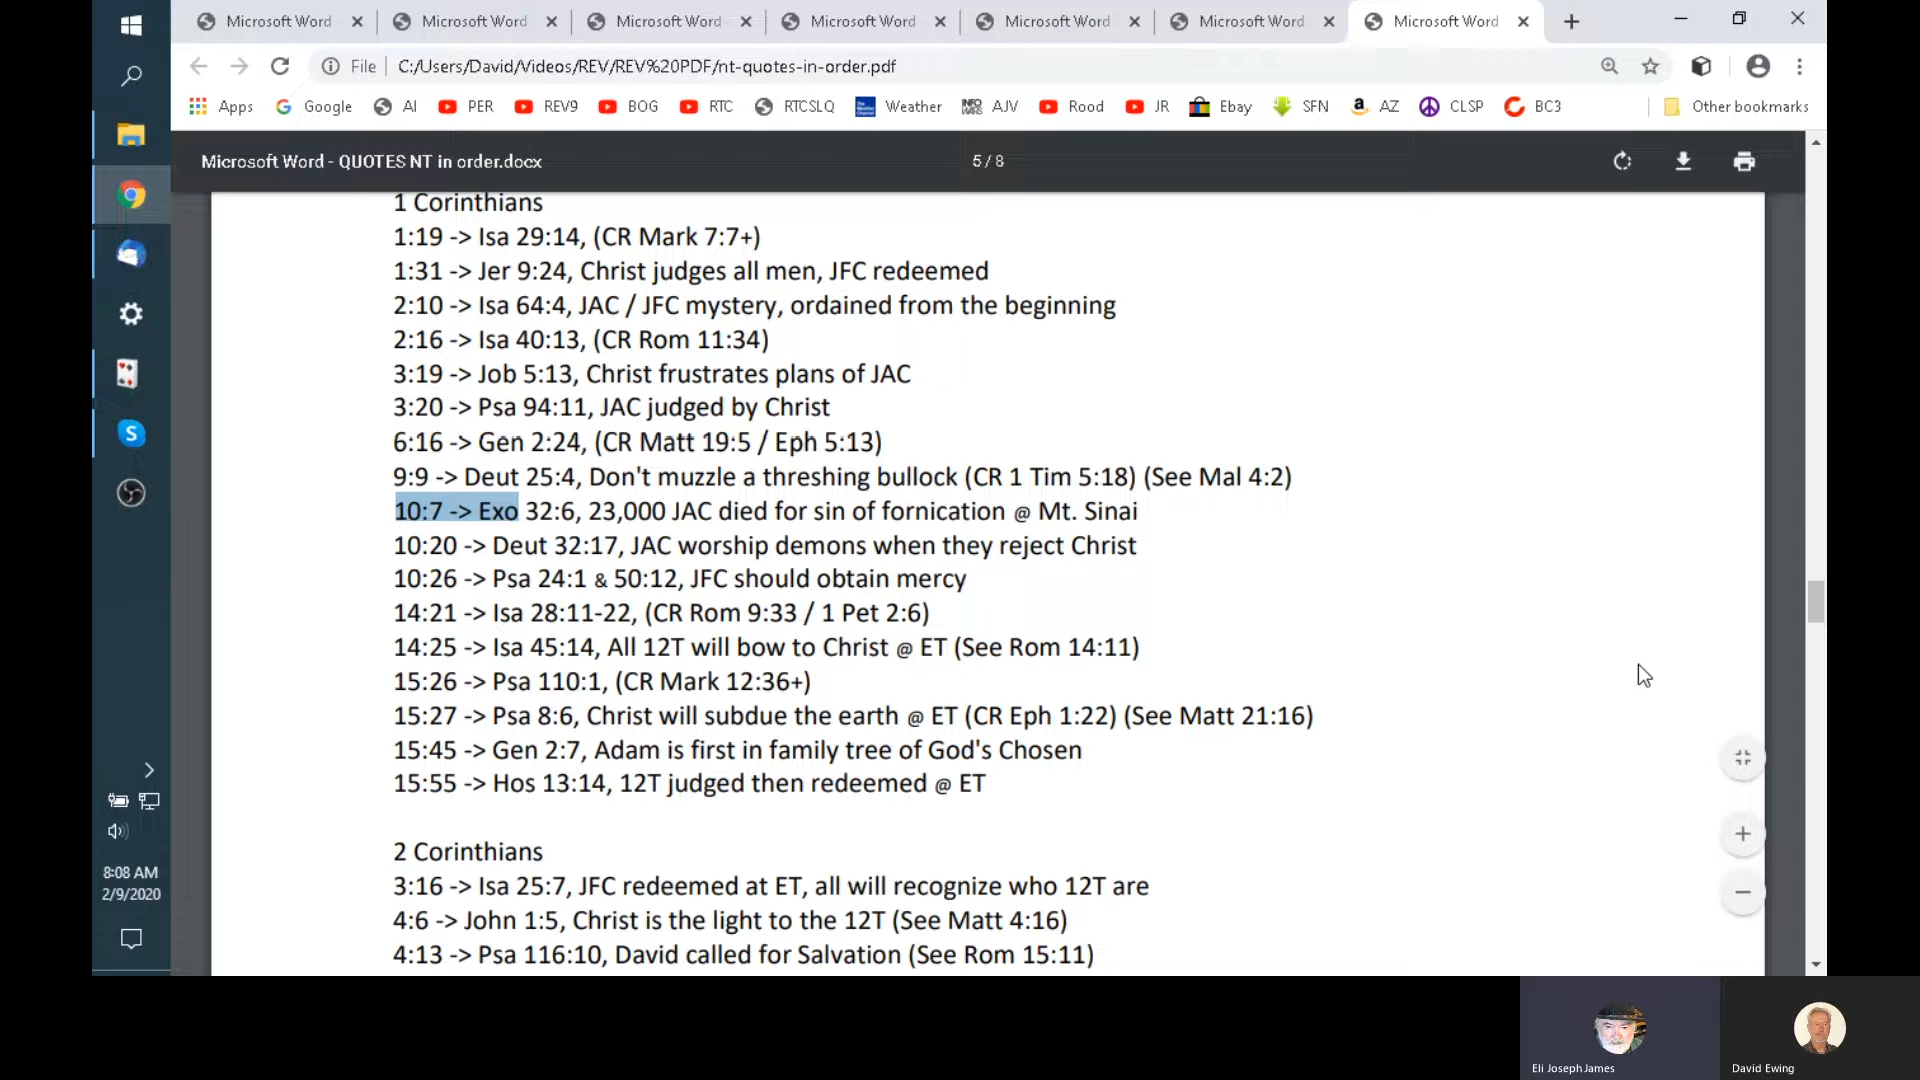 Microsoft Word Microsoft Word Microsoft Word Microsoft Word Microsoft Word Microsoft Word Microsoft Word
File C:/Users/David/Videos/REV/REV%20PDF/nt-quotes-in-order.pdf
Apps Google AI PER REV9 BOG RTC RTCSLQ Weather AJV Rood JR Ebay SFN AZ CLSP BC3 Other bookmarks
Microsoft Word - QUOTES NT in order.docx 5 / 8
1 Corinthians
1:19 -> Isa 29:14, (CR Mark 7:7+)
1:31 -> Jer 9:24, Christ judges all men, JFC redeemed
2:10 -> Isa 64:4, JAC / JFC mystery, ordained from the beginning
2:16 -> Isa 40:13, (CR Rom 11:34)
3:19 -> Job 5:13, Christ frustrates plans of JAC
3:20 -> Psa 94:11, JAC judged by Christ
6:16 -> Gen 2:24, (CR Matt 19:5 / Eph 5:13)
9:9 -> Deut 25:4, Don't muzzle a threshing bullock (CR 1 Tim 5:18) (See Mal 4:2)
10:7 -> Exo 32:6, 23,000 JAC died for sin of fornication @ Mt. Sinai
10:20 -> Deut 32:17, JAC worship demons when they reject Christ
10:26 -> Psa 24:1 & 50:12, JFC should obtain mercy
14:21 -> Isa 28:11-22, (CR Rom 9:33 / 1 Pet 2:6)
14:25 -> Isa 45:14, All 12T will bow to Christ @ ET (See Rom 14:11)
15:26 -> Psa 110:1, (CR Mark 12:36+)
15:27 -> Psa 8:6, Christ will subdue the earth @ ET (CR Eph 1:22) (See Matt 21:16)
15:45 -> Gen 2:7, Adam is first in family tree of God's Chosen
15:55 -> Hos 13:14, 12T judged then redeemed @ ET
2 Corinthians
3:16 -> Isa 25:7, JFC redeemed at ET, all will recognize who 12T are
4:6 -> John 1:5, Christ is the light to the 12T (See Matt 4:16)
4:13 -> Psa 116:10, David called for Salvation (See Rom 15:11)
8:08 AM
2/9/2020
Eli Joseph James David Ewing